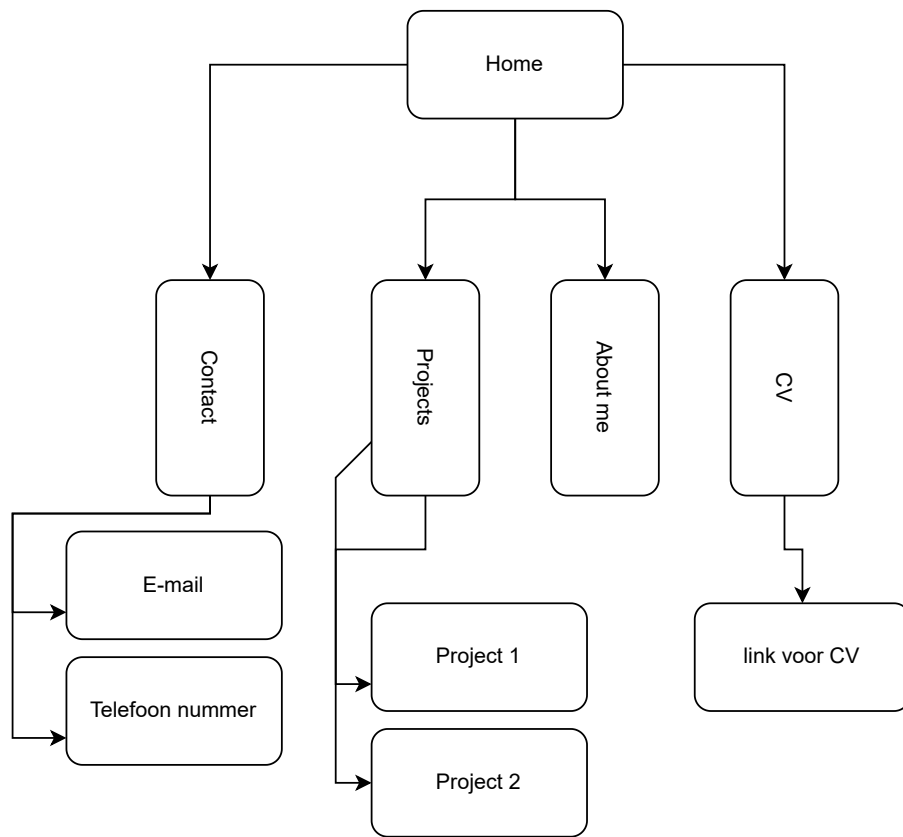 Home
Contact
Projects
About me
CV
E-mail
Telefoon nummer
Project 1
Project 2
link voor CV